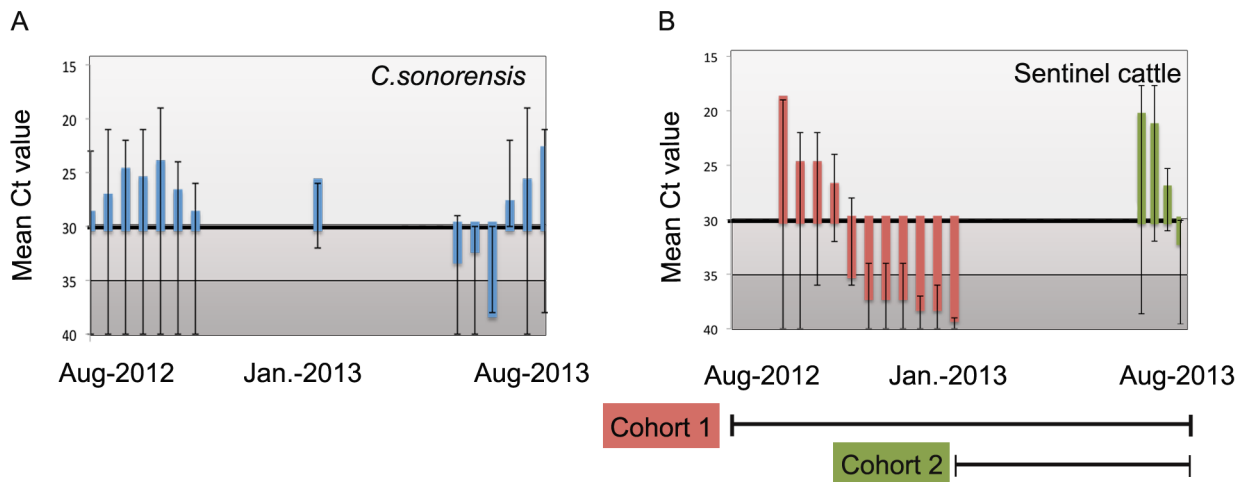 A
C.sonorensis
Mean Ct value
15
20
25
30
35
40
Aug-2012 Jan.-2013 Aug-2013
B
Sentinel cattle
Mean Ct value
20
25
30
35
40
15
Aug-2012 Jan.-2013 Aug-2013
Cohort 1
Cohort 2